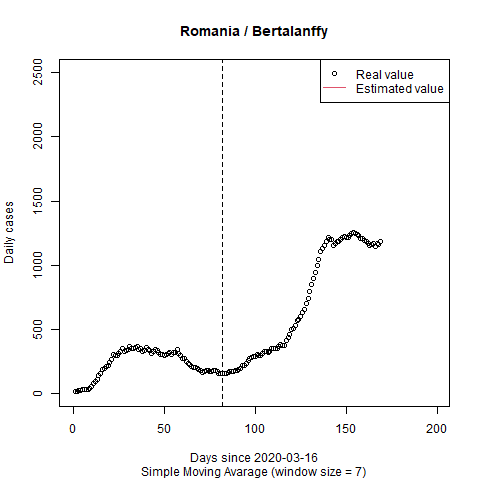 Romania / Bertalanffy
Real value
Estimated value
2500
2000
1500
1000
500
0
Daily cases
0 50 100 150 200
Days since 2020-03-16
Simple Moving Avarage (window size = 7)